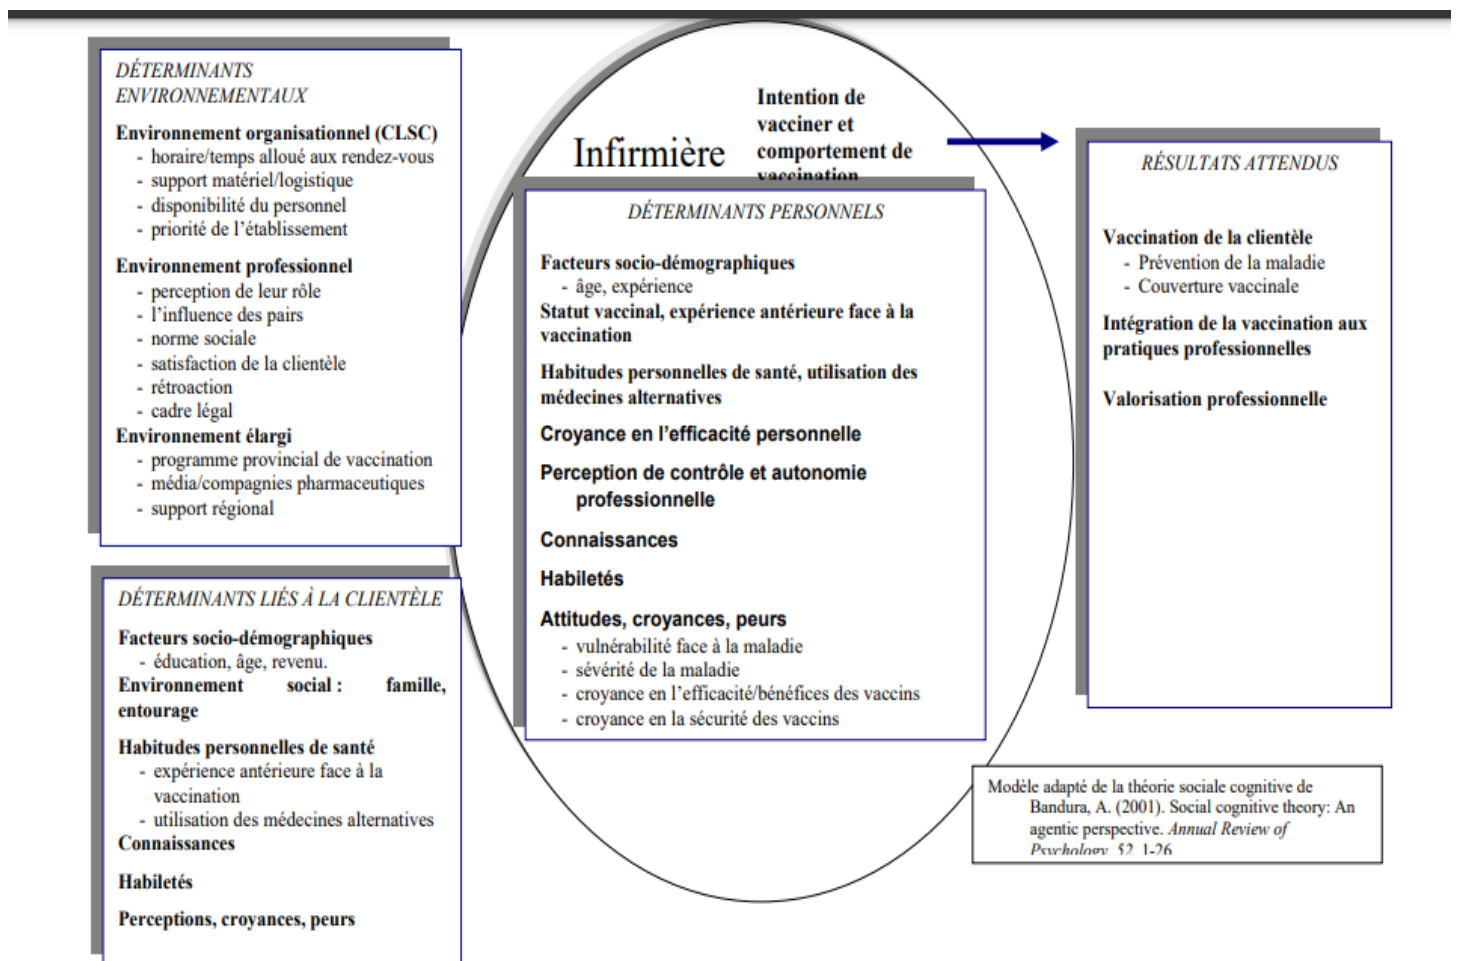 DÉTERMINANTS
ENVIRONNEMENTAUX
Environnement organisationnel (CLSC)
- horaire/temps alloué aux rendez-vous
- support matériel/logistique
- disponibilité du personnel
- priorité de l'établissement
Environnement professionnel
- perception de leur rôle
- l'influence des pairs
- norme sociale
- satisfaction de la clientèle
- rétroaction
- cadre légal
Environnement élargi
- programme provincial de vaccination
- média/compagnies pharmaceutiques
- support régional
DÉTERMINANTS LIÉS À LA CLIENTÈLE
Facteurs socio-démographiques
- éducation, âge, revenu.
Environnement social : famille,
entourage
Habitudes personnelles de santé
- expérience antérieure face à la
vaccination
- utilisation des médecines alternatives
Connaissances
Habiletés
Perceptions, croyances, peurs
Infirmière
Intention de
vacciner et
comportement de
vaccination
DÉTERMINANTS PERSONNELS
Facteurs socio-démographiques
- âge, expérience
Statut vaccinal, expérience antérieure face à la
vaccination
Habitudes personnelles de santé, utilisation des
médecines alternatives
Croyance en l'efficacité personnelle
Perception de contrôle et autonomie
professionnelle
Connaissances
Habiletés
Attitudes, croyances, peurs
- vulnérabilité face à la maladie
- sévérité de la maladie
- croyance en l'efficacité/bénéfices des vaccins
- croyance en la sécurité des vaccins
RÉSULTATS ATTENDUS
Vaccination de la clientèle
- Prévention de la maladie
- Couverture vaccinale
Intégration de la vaccination aux
pratiques professionnelles
Valorisation professionnelle
Modèle adapté de la théorie sociale cognitive de
Bandura, A. (2001). Social cognitive theory: An
agentic perspective. Annual Review of
Psychology, 52, 1-26